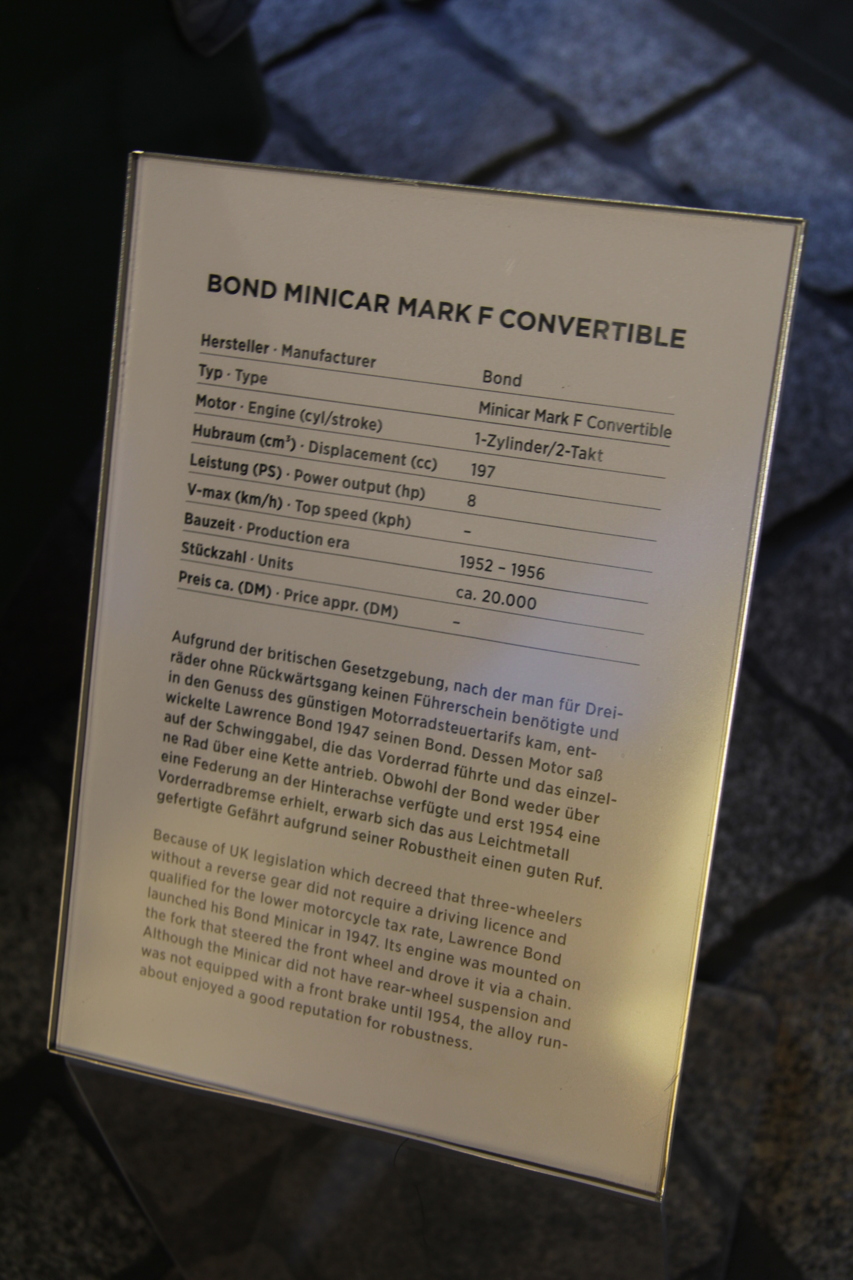 BOND MINICAR MARK F CONVERTIBLE
Hersteller · Manufacturer Bond
Typ · Type Minicar Mark F Convertible
Motor · Engine (cyl/stroke) 1-Zylinder/2-Takt
Hubraum (cm³) · Displacement (cc) 197
Leistung (PS) · Power output (hp) 8
V-max (km/h) · Top speed (kph) –
Bauzeit · Production era 1952 – 1956
Stückzahl · Units ca. 20.000
Preis ca. (DM) · Price appr. (DM) –
Aufgrund der britischen Gesetzgebung, nach der man für Drei-
räder ohne Rückwärtsgang keinen Führerschein benötigte und
in den Genuss des günstigen Motorradsteuertarifs kam, ent-
wickelte Lawrence Bond 1947 seinen Bond. Dessen Motor saß
auf der Schwinggabel, die das Vorderrad führte und das einzel-
ne Rad über eine Kette antrieb. Obwohl der Bond weder über
eine Federung an der Hinterachse verfügte und erst 1954 eine
Vorderradbremse erhielt, erwarb sich das aus Leichtmetall
gefertigte Gefährt aufgrund seiner Robustheit einen guten Ruf.
Because of UK legislation which decreed that three-wheelers
without a reverse gear did not require a driving licence and
qualified for the lower motorcycle tax rate, Lawrence Bond
launched his Bond Minicar in 1947. Its engine was mounted on
the fork that steered the front wheel and drove it via a chain.
Although the Minicar did not have rear-wheel suspension and
was not equipped with a front brake until 1954, the alloy run-
about enjoyed a good reputation for robustness.